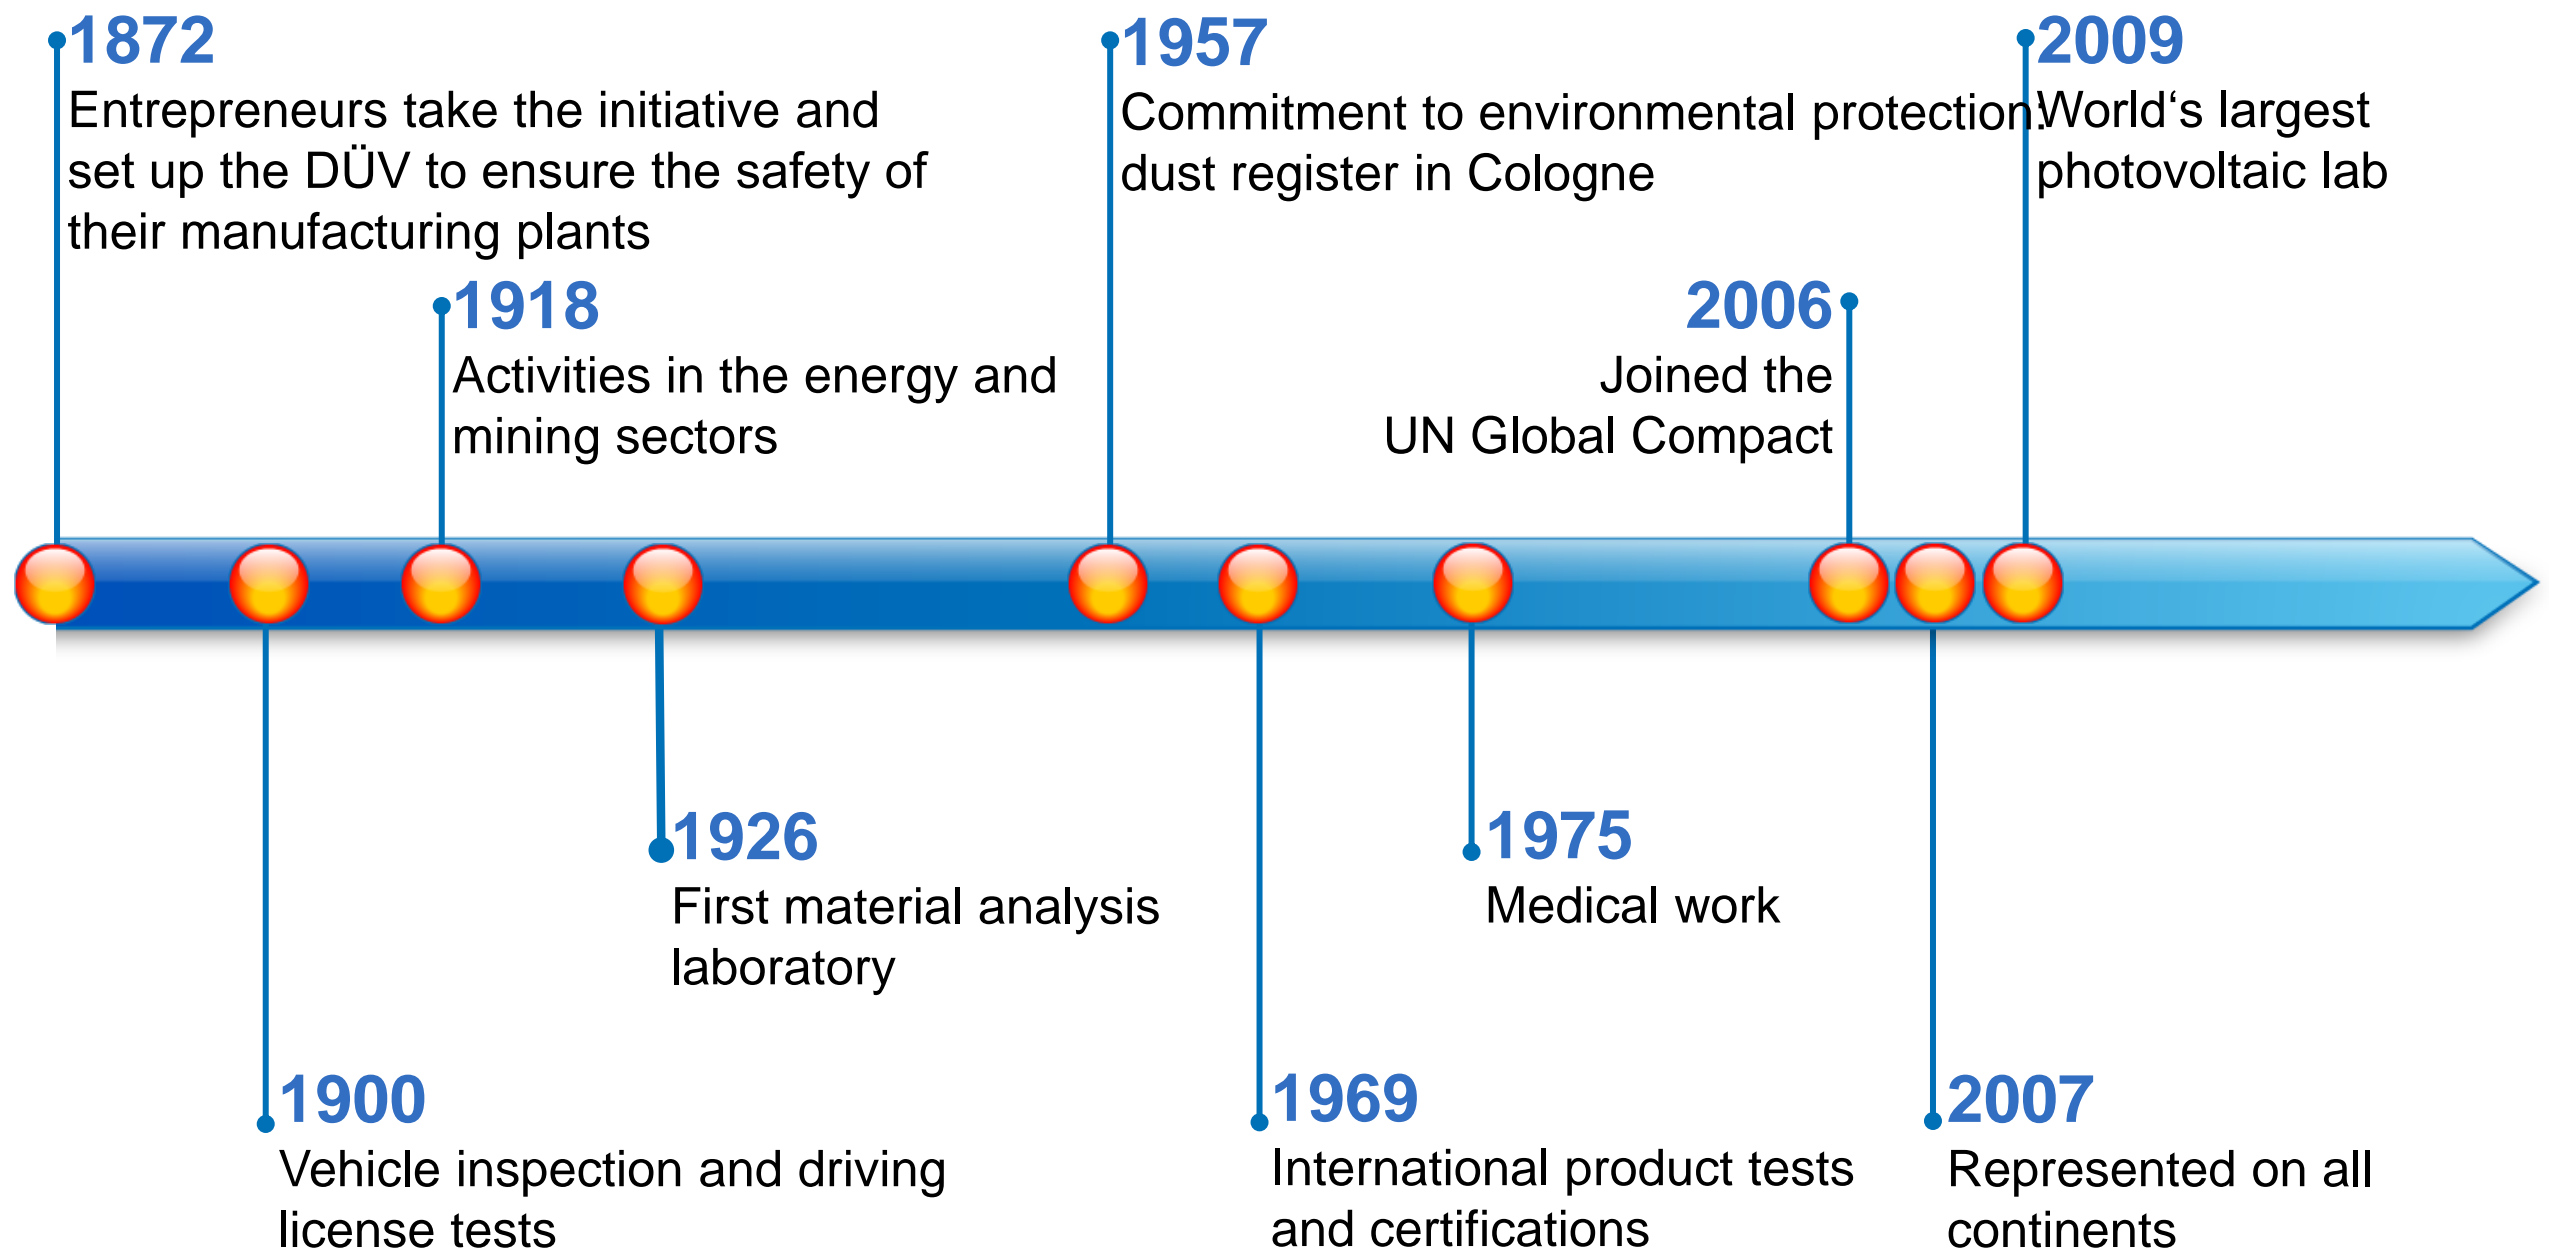 1872
Entrepreneurs take the initiative and
set up the DÜV to ensure the safety of
their manufacturing plants
1918
Activities in the energy and
mining sectors
1957
Commitment to environmental protection:
dust register in Cologne
2006
Joined the
UN Global Compact
2009
World‘s largest
photovoltaic lab
1900
Vehicle inspection and driving
license tests
1926
First material analysis
laboratory
1969
International product tests
and certifications
1975
Medical work
2007
Represented on all
continents